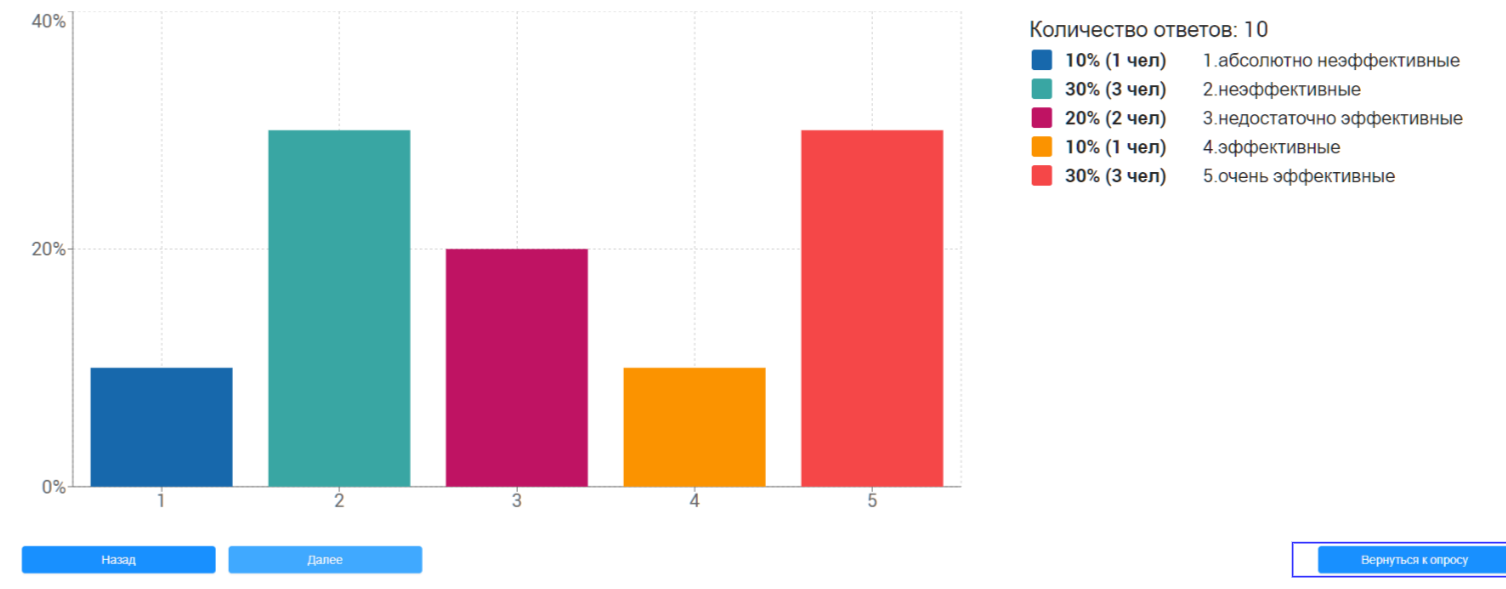 40%
20%
0%
1 2 3 4 5
Количество ответов: 10
10% (1 чел) 1.абсолютно неэффективные
30% (3 чел) 2.неэффективные
20% (2 чел) 3.недостаточно эффективные
10% (1 чел) 4.эффективные
30% (3 чел) 5.очень эффективные
Назад Далее Вернуться к опросу